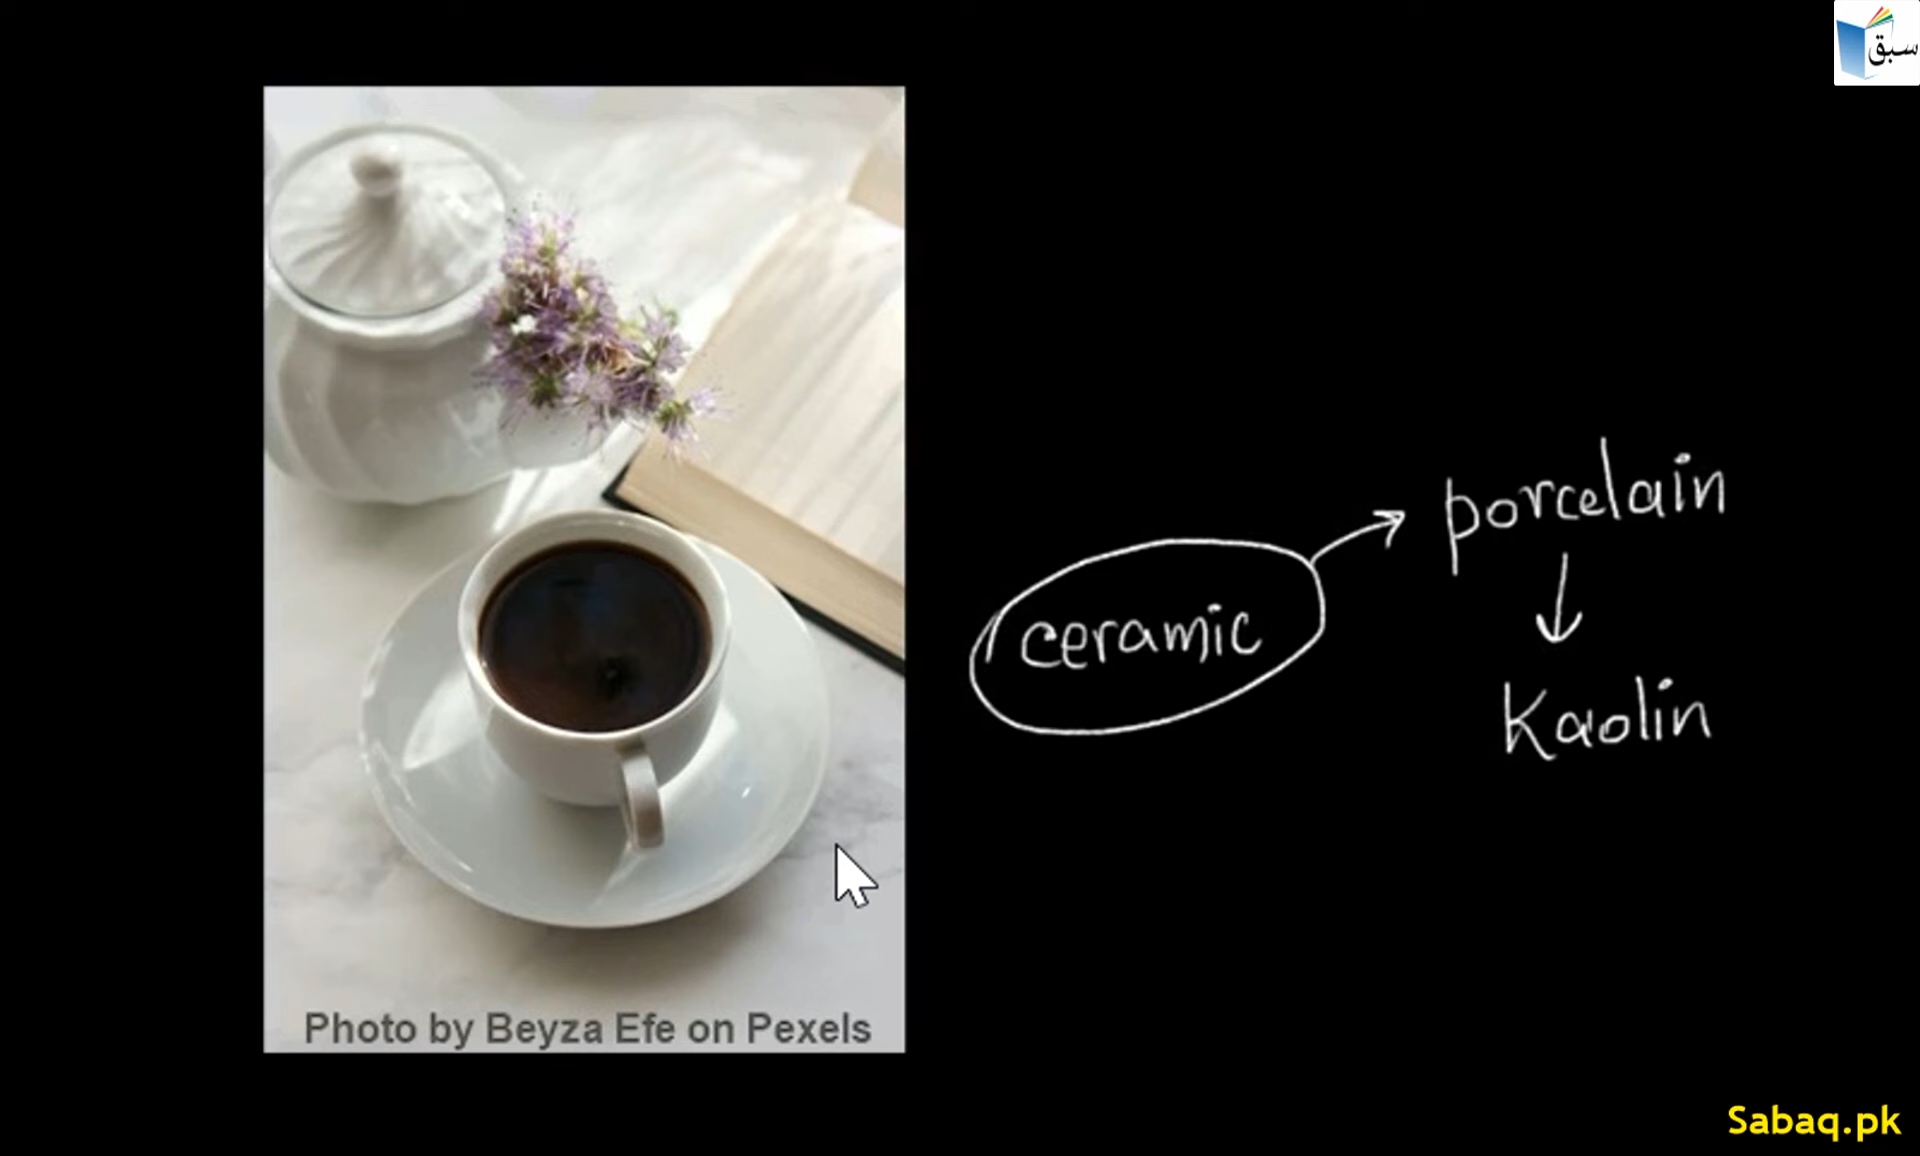 سبق
porcelain
ceramic
Kaolin
Photo by Beyza Efe on Pexels
Sabaq.pk